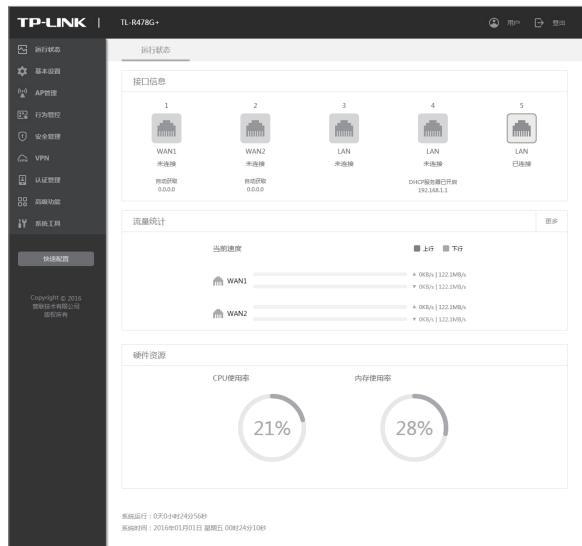 TP-LINK | TL-R478G+ 用户 登出
运行状态
基本设置
AP管理
行为管控
安全管理
VPN
认证管理
高级功能
系统工具
快速配置
Copyright © 2016
普联技术有限公司
版权所有
运行状态
接口信息
1 2 3 4 5
WAN1 WAN2 LAN LAN LAN
未连接 未连接 未连接 未连接 已连接
自动获取 自动获取 DHCP服务器已开启
0.0.0.0 0.0.0.0 192.168.1.1
流量统计 更多
当前速度 上行 下行
WAN1 0KB/s | 122.1MB/s
0KB/s | 122.1MB/s
WAN2 0KB/s | 122.1MB/s
0KB/s | 122.1MB/s
硬件资源
CPU使用率 内存使用率
21% 28%
系统运行：0天0小时24分56秒
系统时间：2016年01月01日 星期五 00时24分10秒